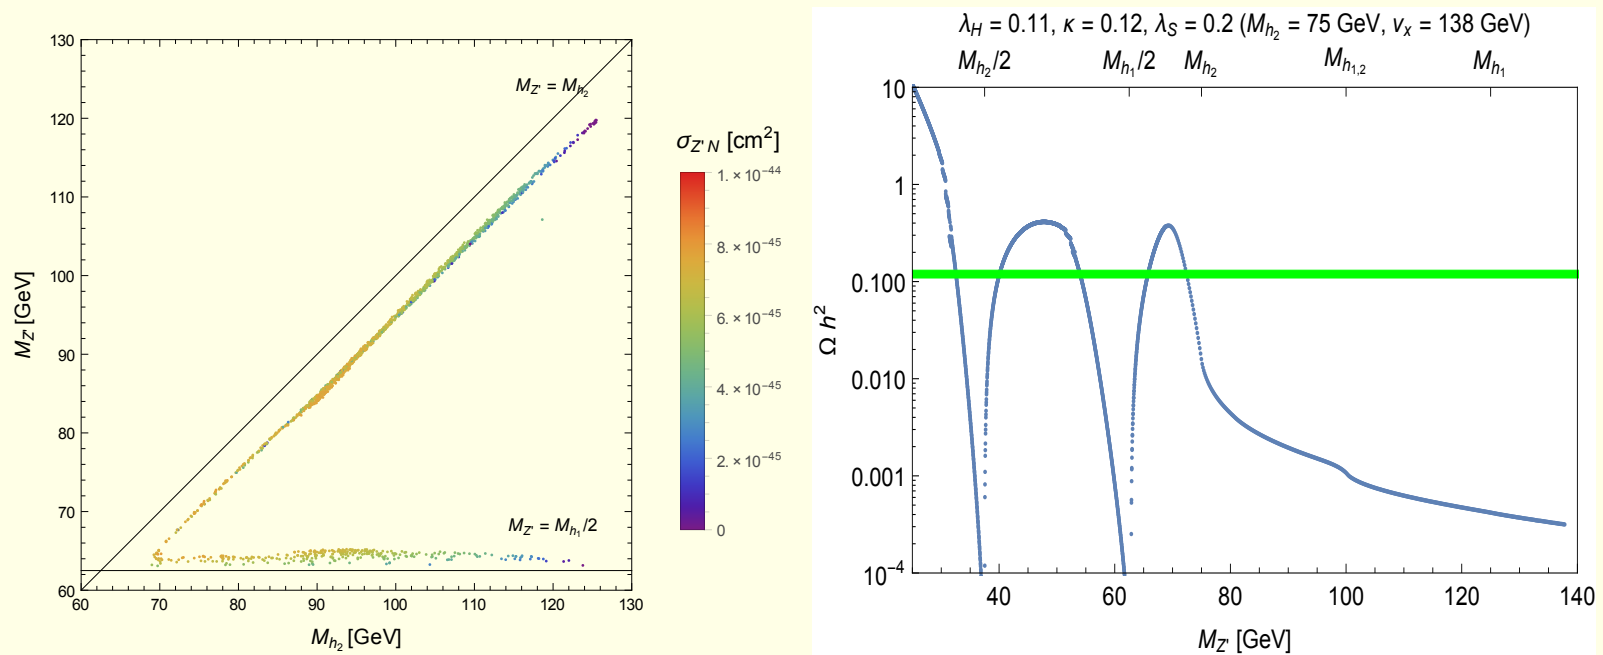 130
120
110
100
90
80
70
60
60 70 80 90 100 110 120 130
M_Z' [GeV]
M_h₂ [GeV]
M_Z' = M_h₂
M_Z' = M_h₁/2
σ_Z' N [cm²]
1. × 10⁻⁴⁴
8. × 10⁻⁴⁵
6. × 10⁻⁴⁵
4. × 10⁻⁴⁵
2. × 10⁻⁴⁵
0
λ_H = 0.11, κ = 0.12, λ_S = 0.2 (M_h₂ = 75 GeV, v_x = 138 GeV)
M_h₂/2 M_h₁/2 M_h₂ M_h₁,₂ M_h₁
10
1
0.100
0.010
0.001
10⁻⁴
Ω h²
40 60 80 100 120 140
M_Z' [GeV]